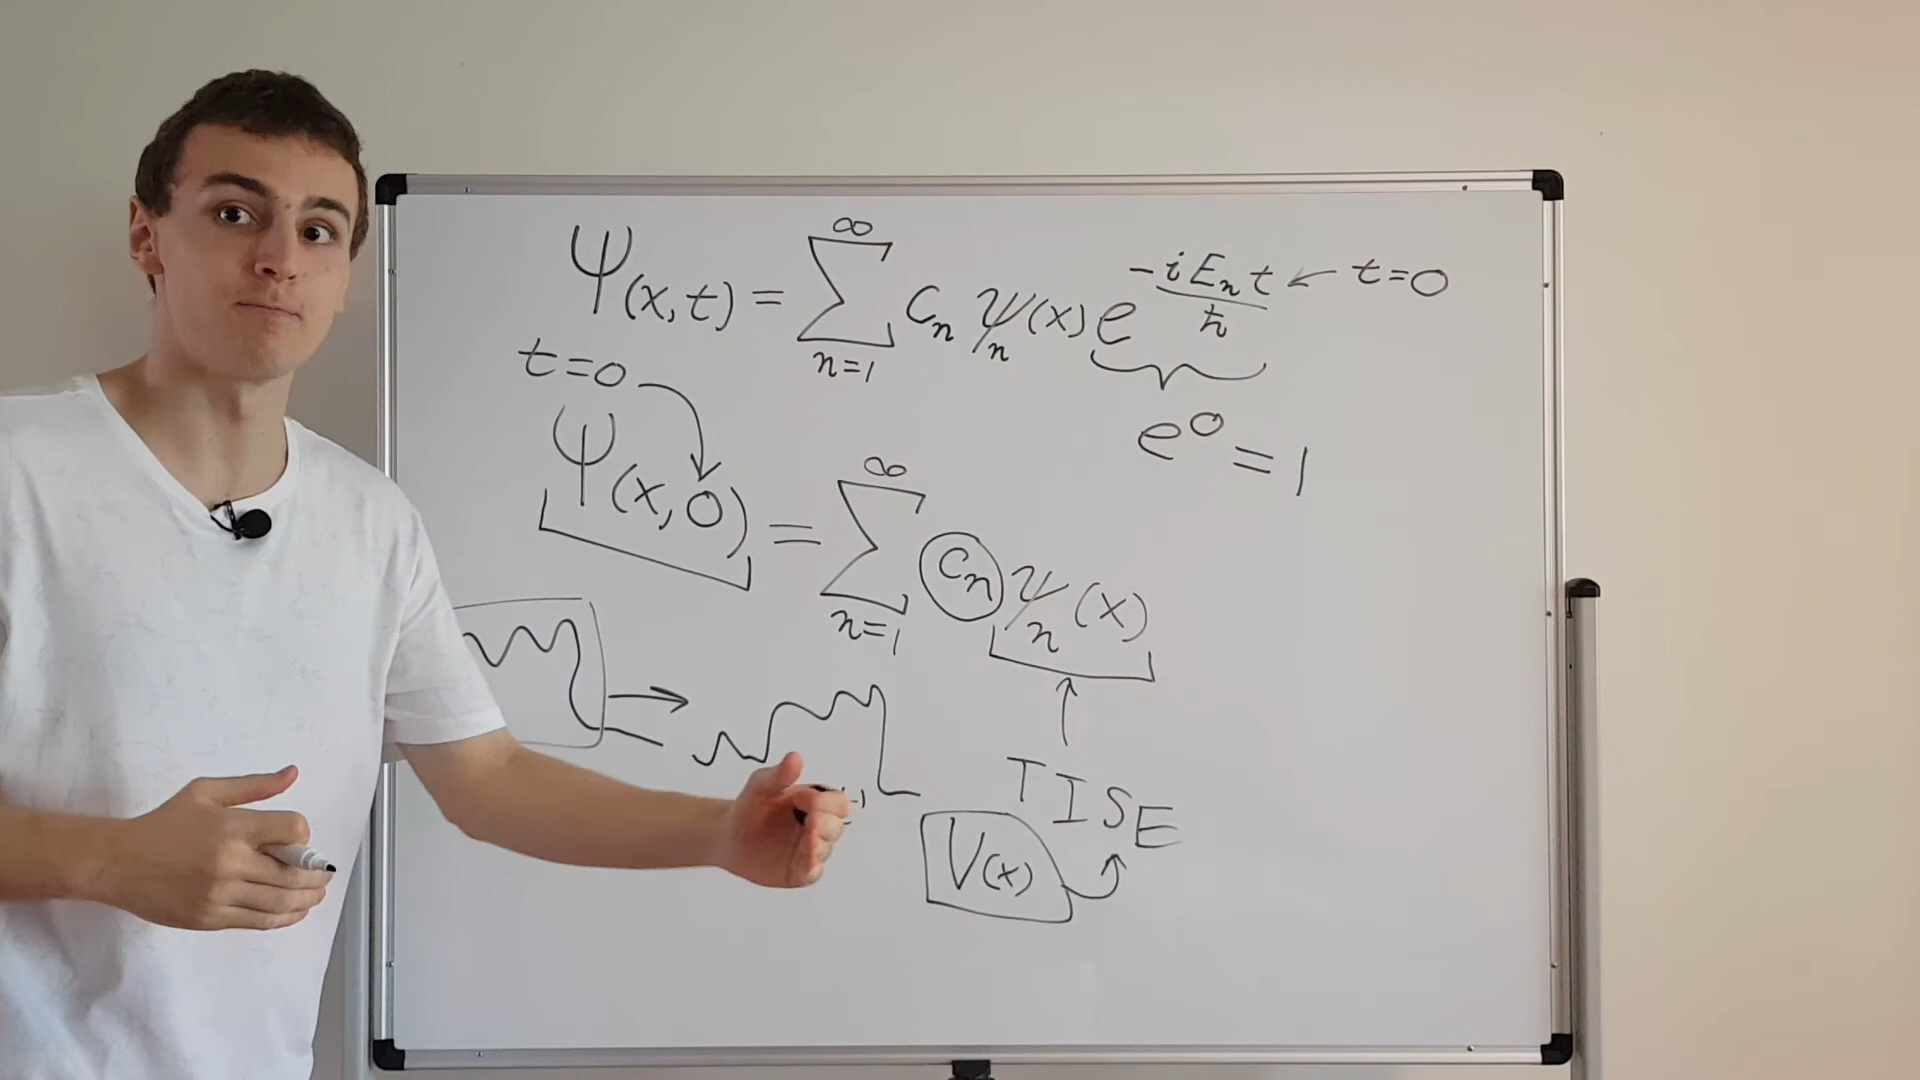 Ψ(x,t) = ∑_{n=1}^{∞} C_n ψ_n(x) e^{-iE_n t/ħ} ← t=0
t=0
e^0 = 1
Ψ(x,0) = ∑_{n=1}^{∞} C_n ψ_n(x)
TISE
V(x)